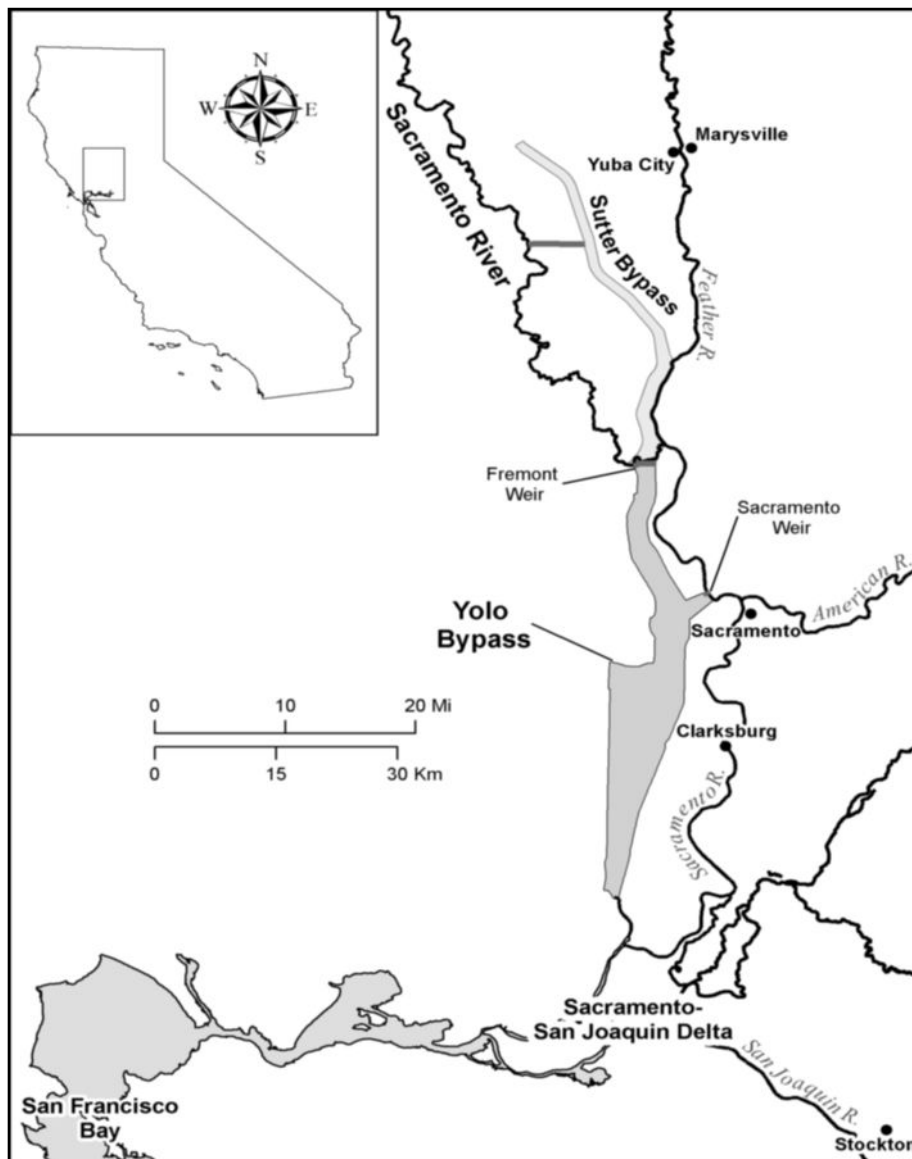 N
W
E
S
Sacramento River
Marysville
Yuba City
Sutter Bypass
Feather R.
Fremont
Weir
Sacramento
Weir
American R.
Yolo
Bypass
Sacramento
0
10
20 Mi
0
15
30 Km
Clarksburg
Sacramento R.
Sacramento-
San Joaquin Delta
San Joaquin R.
San Francisco
Bay
Stockton